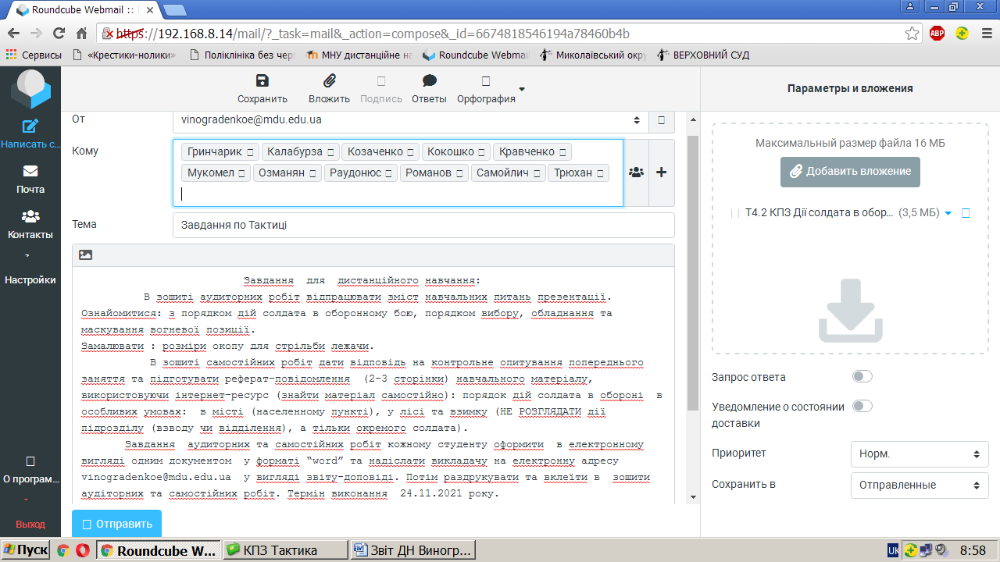 Roundcube Webmail ::
https://192.168.8.14/mail/?_task=mail&_action=compose&_id=6674818546194a78460b4b
ABP
Сервисы «Крестики-нолики» Поліклініка без чер МНУ дистанційне на Roundcube Webmail Миколаївський окру ВЕРХОВНИЙ СУД
Написать с...
Почта
Контакты
Настройки
О програм...
Выход
Сохранить Вложить Подпись Ответы Орфография
От vinogradenkoe@mdu.edu.ua
Кому Гринчарик Калабурза Козаченко Кокошко Кравченко
Мукомел Озманян Раудонюс Романов Самойлич Трюхан
Тема Завдання по Тактиці
Завдання для дистанційного навчання:
В зошиті аудиторних робіт відпрацювати зміст навчальних питань презентації.
Ознайомитися: з порядком дій солдата в оборонному бою, порядком вибору, обладнання та
маскування вогневої позиції.
Замалювати : розміри окопу для стрільби лежачи.
В зошиті самостійних робіт дати відповідь на контрольне опитування попереднього
заняття та підготувати реферат-повідомлення (2-3 сторінки) навчального матеріалу,
використовуючи інтернет-ресурс (знайти матеріал самостійно): порядок дій солдата в обороні в
особливих умовах: в місті (населенному пункті), у лісі та взимку (НЕ РОЗГЛЯДАТИ дії
підрозділу (взводу чи відділення), а тільки окремого солдата).
Завдання аудиторних та самостійних робіт кожному студенту оформити в електронному
вигляді одним документом у форматі “word” та надіслати викладачу на електронну адресу
vinogradenkoe@mdu.edu.ua у вигляді звіту-доповіді. Потім раздрукувати та вклеїти в зошити
аудіторних та самостійних робіт. Термін виконання 24.11.2021 року.
Отправить
Параметры и вложения
Максимальный размер файла 16 МБ
Добавить вложение
Т4.2 КПЗ Дії солдата в обор... (3,5 МБ)
Запрос ответа
Уведомление о состоянии
доставки
Приоритет Норм.
Сохранить в Отправленные
Пуск Roundcube W... КПЗ Тактика Звіт ДН Виногр... UK 8:58